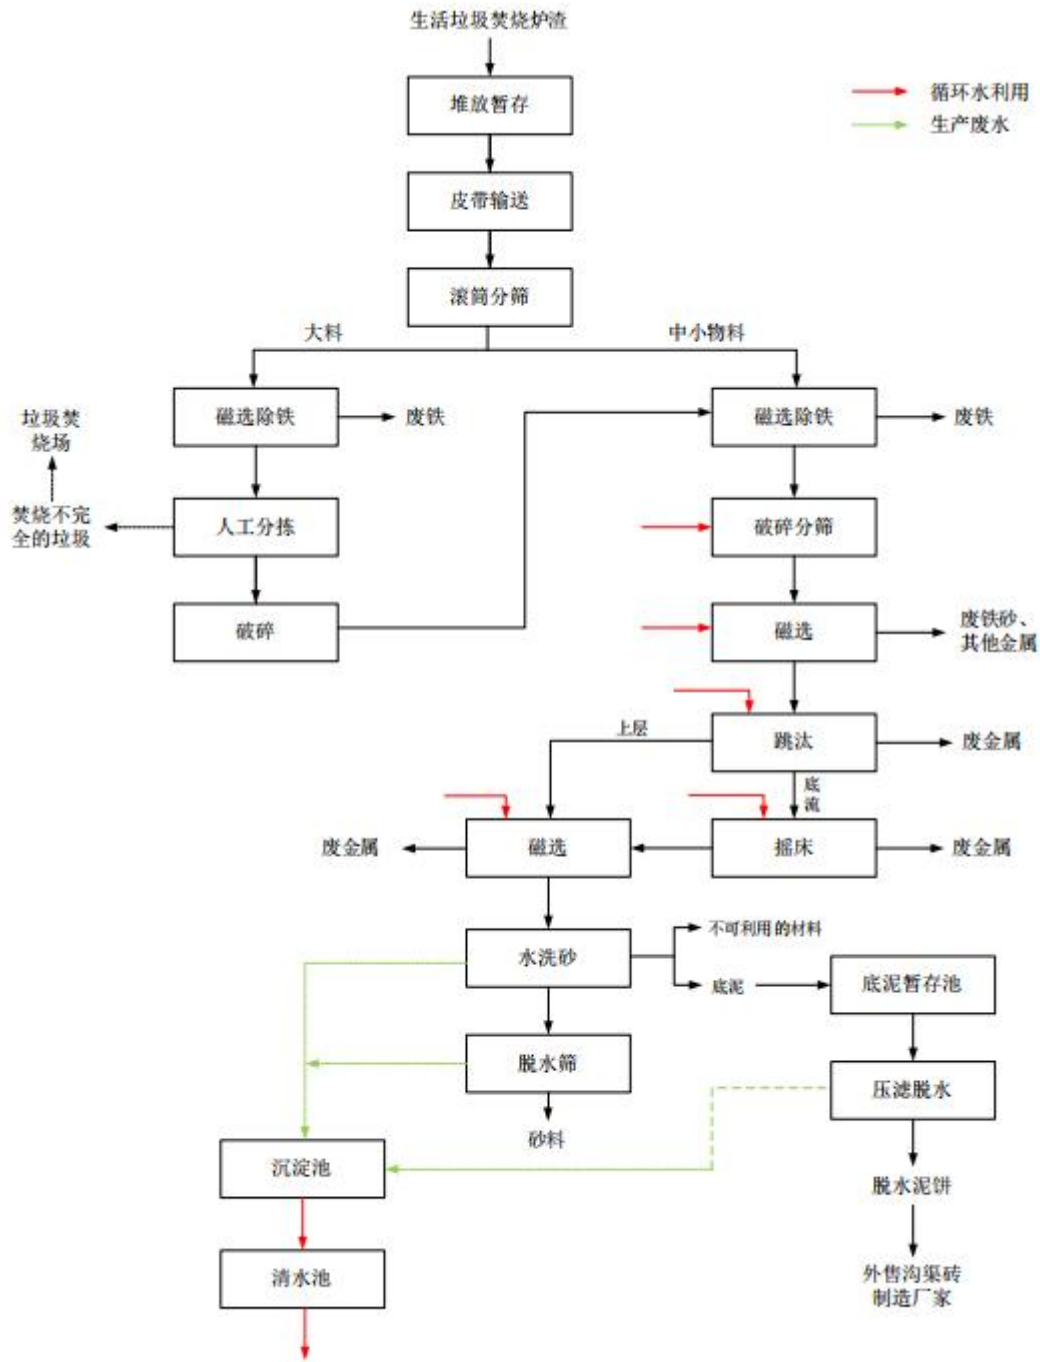 生活垃圾焚烧炉渣
堆放暂存
循环水利用
生产废水
皮带输送
滚筒分筛
大料
中小物料
垃圾焚
烧场
磁选除铁
废铁
磁选除铁
废铁
焚烧不完
全的垃圾
人工分拣
破碎分筛
破碎
磁选
废铁砂、
其他金属
上层
跳汰
废金属
底
流
废金属
磁选
摇床
废金属
水洗砂
不可利用的材料
底泥
底泥暂存池
脱水筛
压滤脱水
砂料
沉淀池
脱水泥饼
清水池
外售沟渠砖
制造厂家